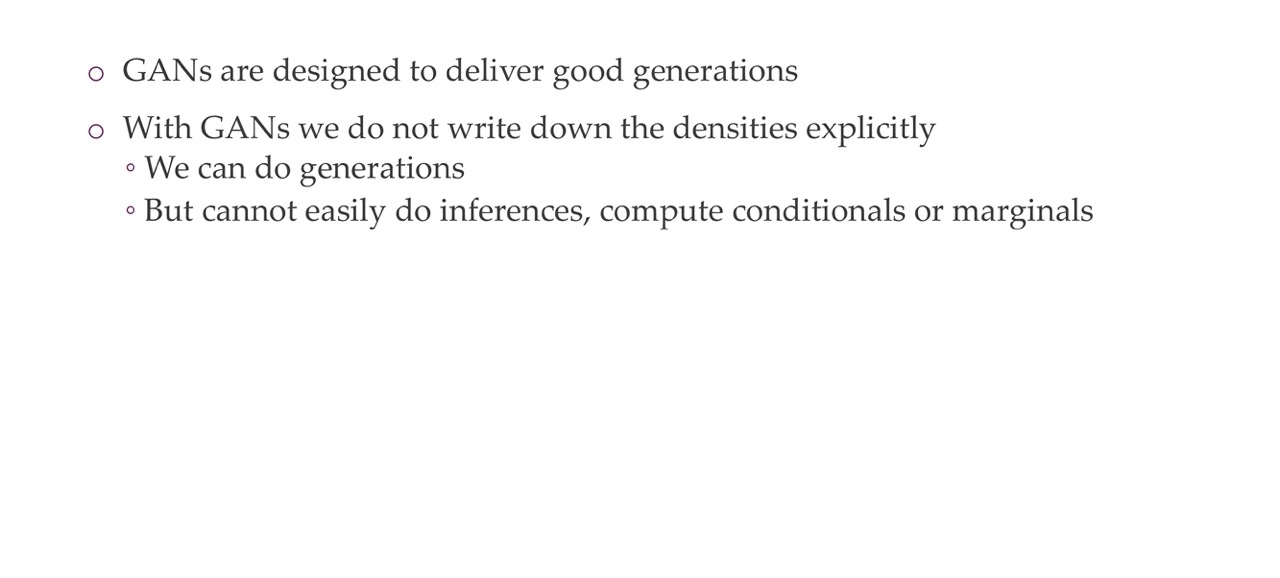 ○ GANs are designed to deliver good generations
○ With GANs we do not write down the densities explicitly
◦ We can do generations
◦ But cannot easily do inferences, compute conditionals or marginals